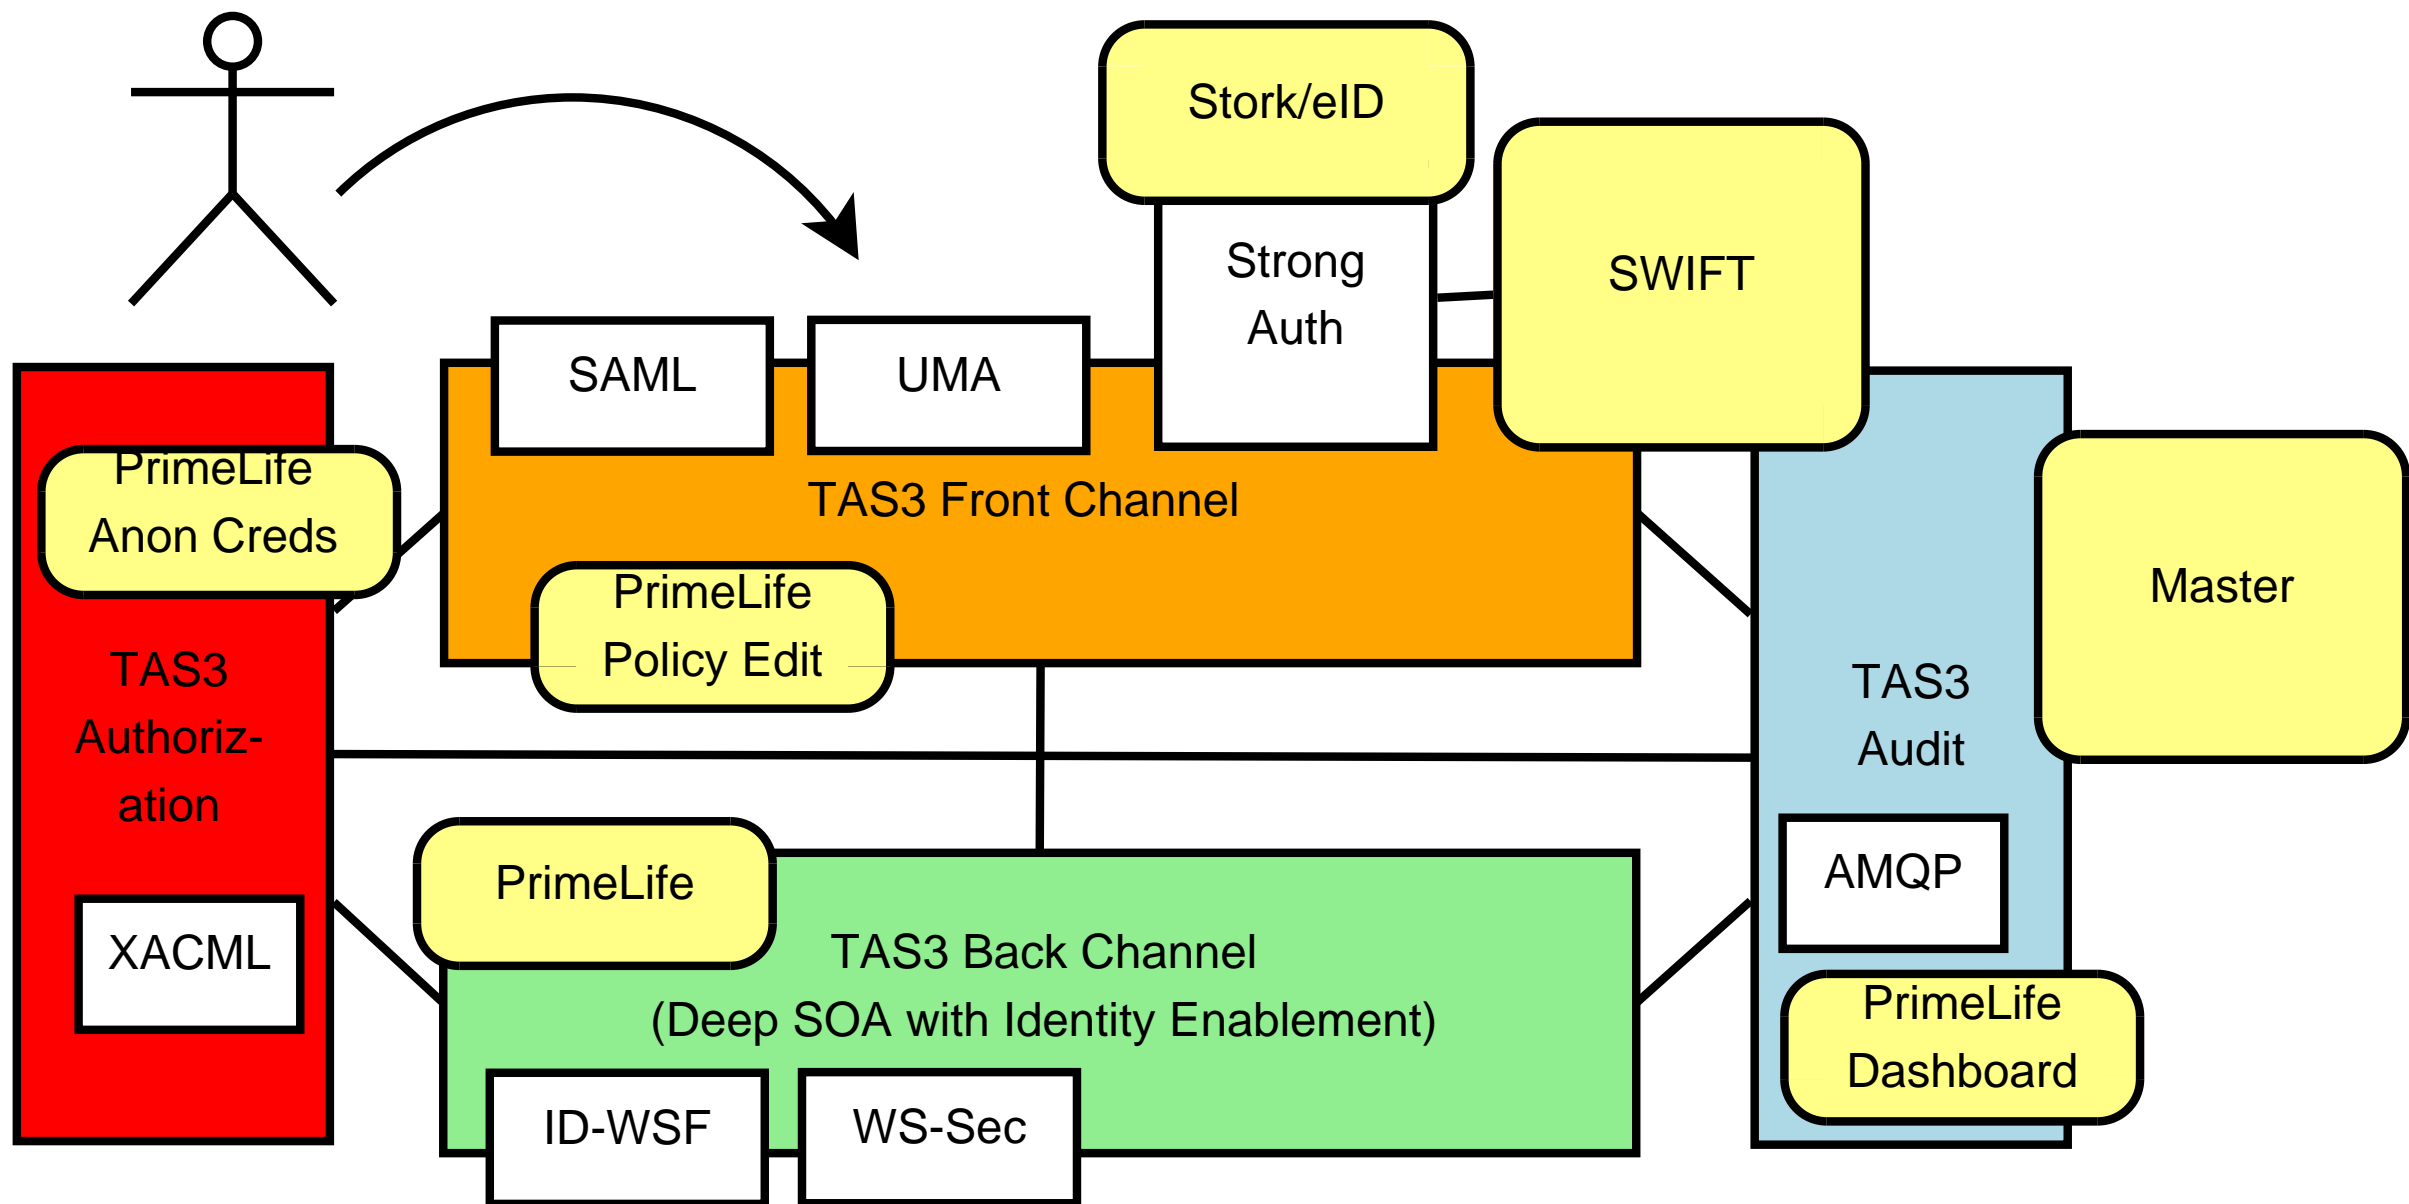 Stork/eID
Strong
Auth
SWIFT
SAML
UMA
PrimeLife
Anon Creds
TAS3 Front Channel
PrimeLife
Policy Edit
Master
TAS3
Authoriz-
ation
TAS3
Audit
XACML
PrimeLife
TAS3 Back Channel
(Deep SOA with Identity Enablement)
AMQP
PrimeLife
Dashboard
ID-WSF
WS-Sec